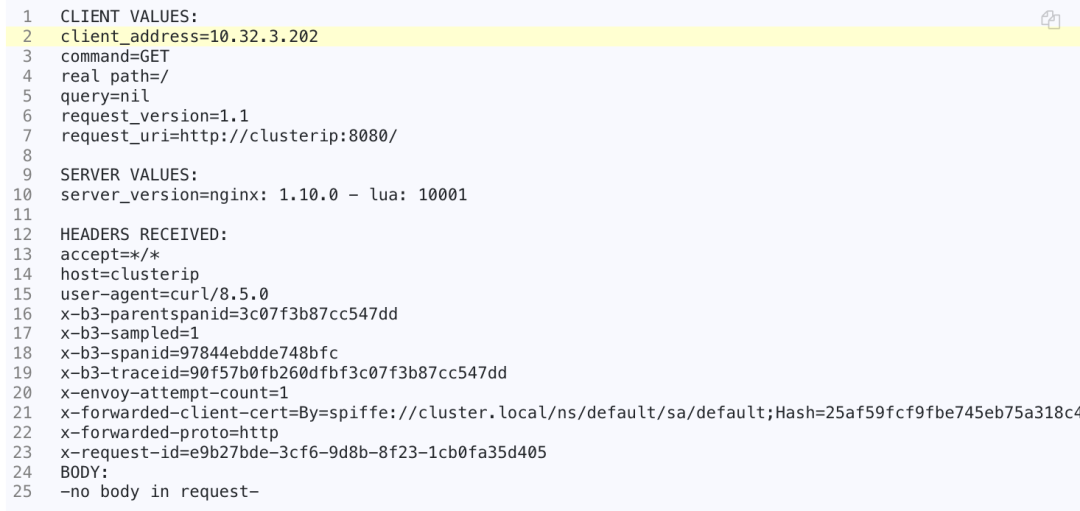 1 CLIENT VALUES:
2 client_address=10.32.3.202
3 command=GET
4 real path=/
5 query=nil
6 request_version=1.1
7 request_uri=http://clusterip:8080/
8
9 SERVER VALUES:
10 server_version=nginx: 1.10.0 – lua: 10001
11
12 HEADERS RECEIVED:
13 accept=*/*
14 host=clusterip
15 user-agent=curl/8.5.0
16 x-b3-parentspanid=3c07f3b87cc547dd
17 x-b3-sampled=1
18 x-b3-spanid=97844ebdde748bfc
19 x-b3-traceid=90f57b0fb260dfbf3c07f3b87cc547dd
20 x-envoy-attempt-count=1
21 x-forwarded-client-cert=By=spiffe://cluster.local/ns/default/sa/default;Hash=25af59fcf9fbe745eb75a318c4
22 x-forwarded-proto=http
23 x-request-id=e9b27bde-3cf6-9d8b-8f23-1cb0fa35d405
24 BODY:
25 -no body in request-